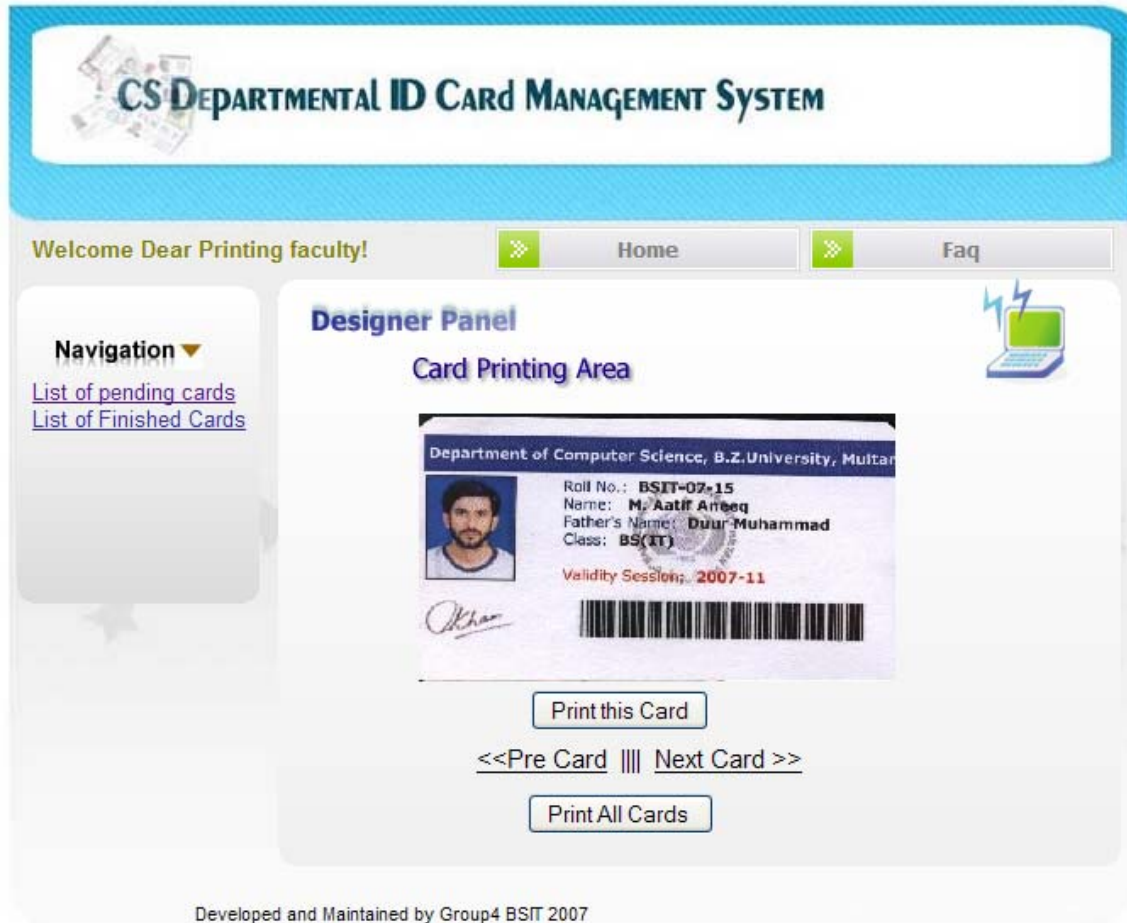 CS Departmental ID Card Management System
Welcome Dear Printing faculty!
Home
Faq
Navigation
List of pending cards
List of Finished Cards
Designer Panel
Card Printing Area
Department of Computer Science, B.Z.University, Multan
Roll No.: BSIT-07-15
Name: M. Aatif Aneeq
Father's Name: Duur Muhammad
Class: BS(IT)
Validity Session: 2007-11
Print this Card
<<Pre Card |||| Next Card >>
Print All Cards
Developed and Maintained by Group4 BSIT 2007